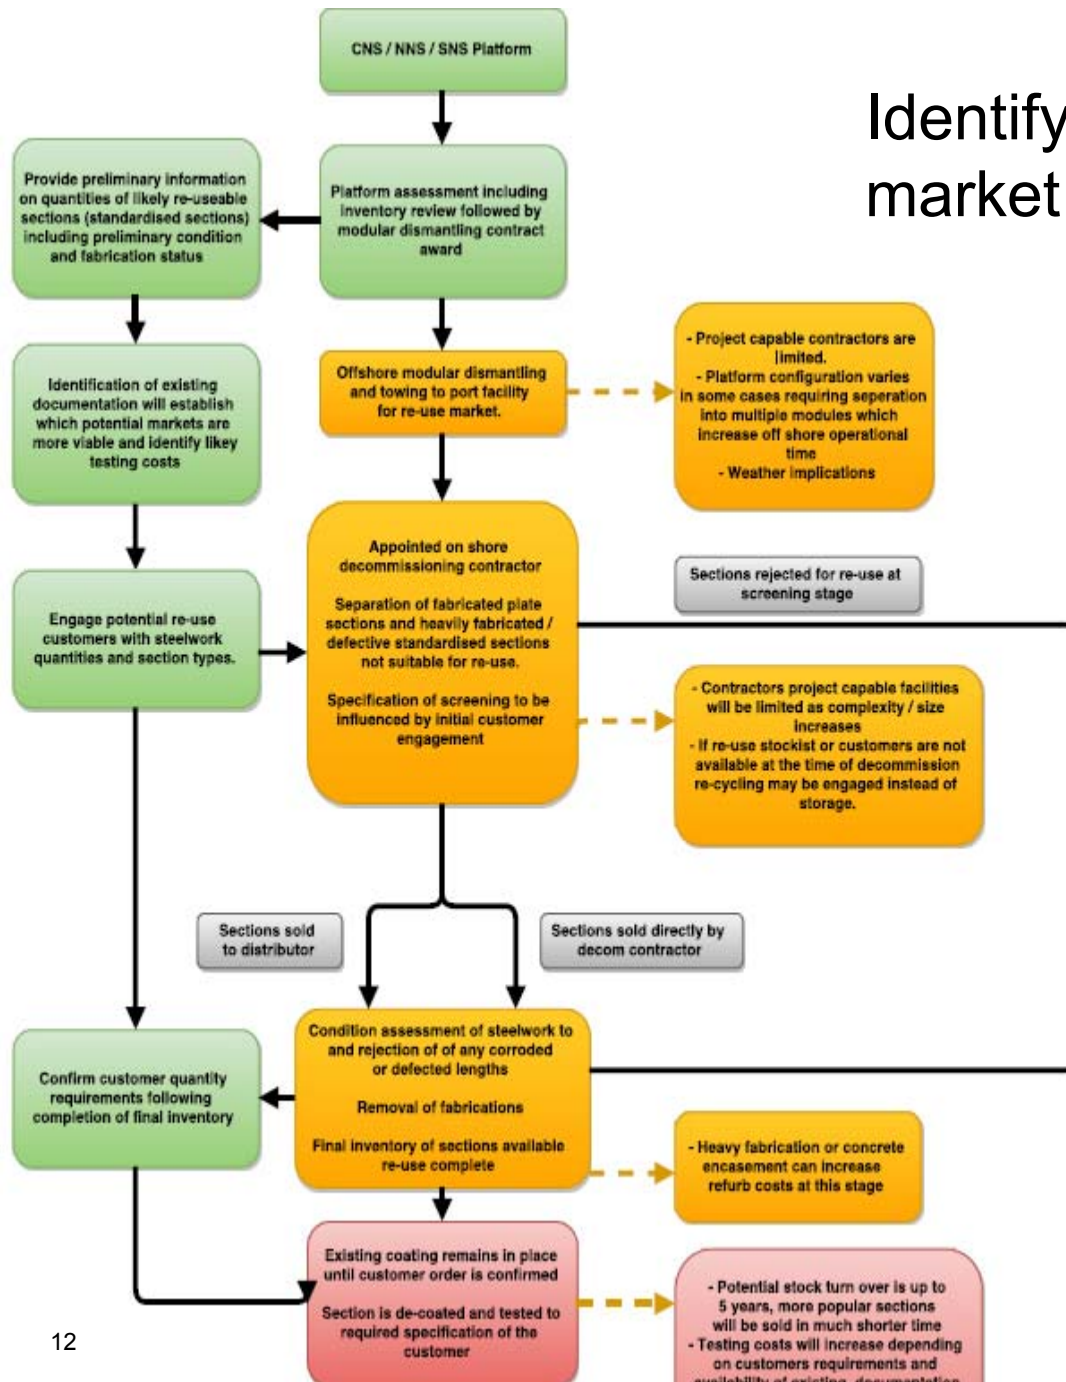 CNS / NNS / SNS Platform
Identify
market
Provide preliminary information
on quantities of likely re-useable
sections (standardised sections)
including preliminary condition
and fabrication status
Platform assessment including
inventory review followed by
modular dismantling contract
award
Identification of existing
documentation will establish
which potential markets are
more viable and identify likey
testing costs
Offshore modular dismantling
and towing to port facility
for re-use market.
- Project capable contractors are
limited.
- Platform configuration varies
in some cases requiring seperation
into multiple modules which
increase off shore operational
time
- Weather implications
Engage potential re-use
customers with steelwork
quantities and section types.
Appointed on shore
decommissioning contractor
Separation of fabricated plate
sections and heavily fabricated /
defective standardised sections
not suitable for re-use.
Specification of screening to be
influenced by initial customer
engagement
Sections rejected for re-use at
screening stage
- Contractors project capable facilities
will be limited as complexity / size
increases
- If re-use stockist or customers are not
available at the time of decommission
re-cycling may be engaged instead of
storage.
Sections sold
to distributor
Sections sold directly by
decom contractor
Confirm customer quantity
requirements following
completion of final inventory
Condition assessment of steelwork to
and rejection of of any corroded
or defected lengths
Removal of fabrications
Final inventory of sections available
re-use complete
- Heavy fabrication or concrete
encasement can increase
refurb costs at this stage
Existing coating remains in place
until customer order is confirmed
Section is de-coated and tested to
required specification of the
customer
- Potential stock turn over is up to
5 years, more popular sections
will be sold in much shorter time
- Testing costs will increase depending
on customers requirements and
availability of existing documentation
12